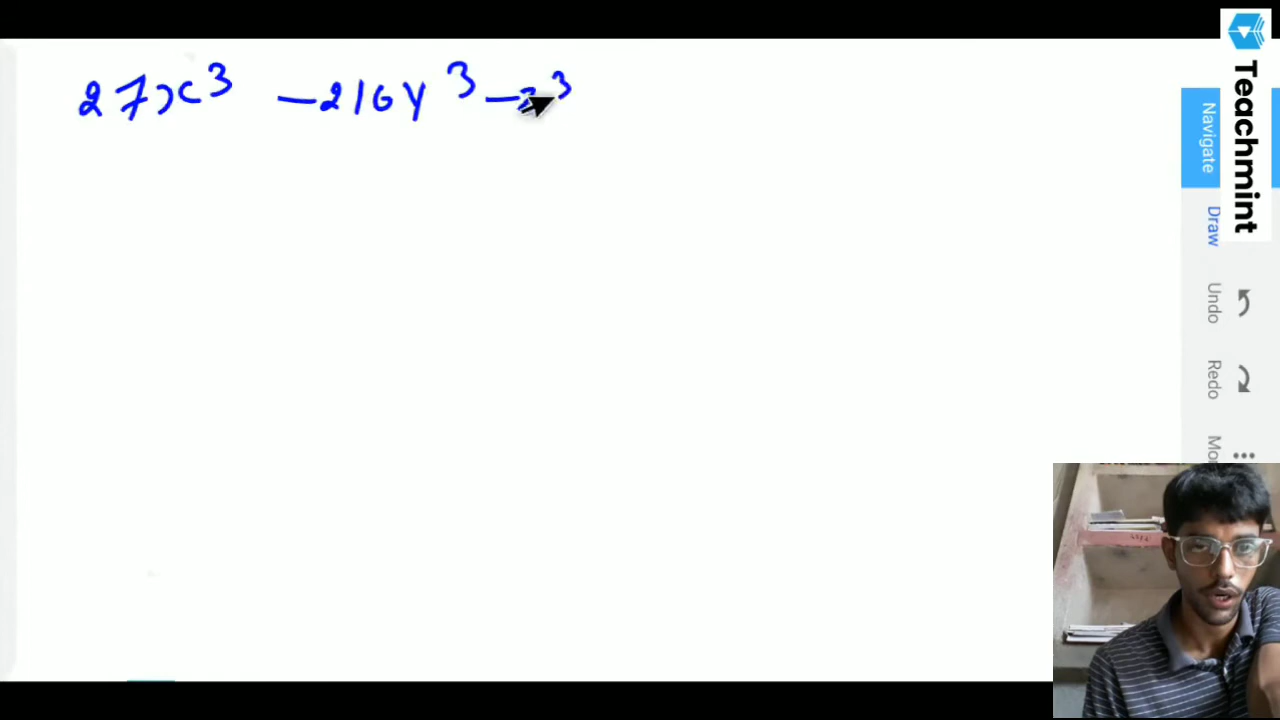 27x³ -216y³ -z³
Teachmint
Navigate
Draw
Undo
Redo